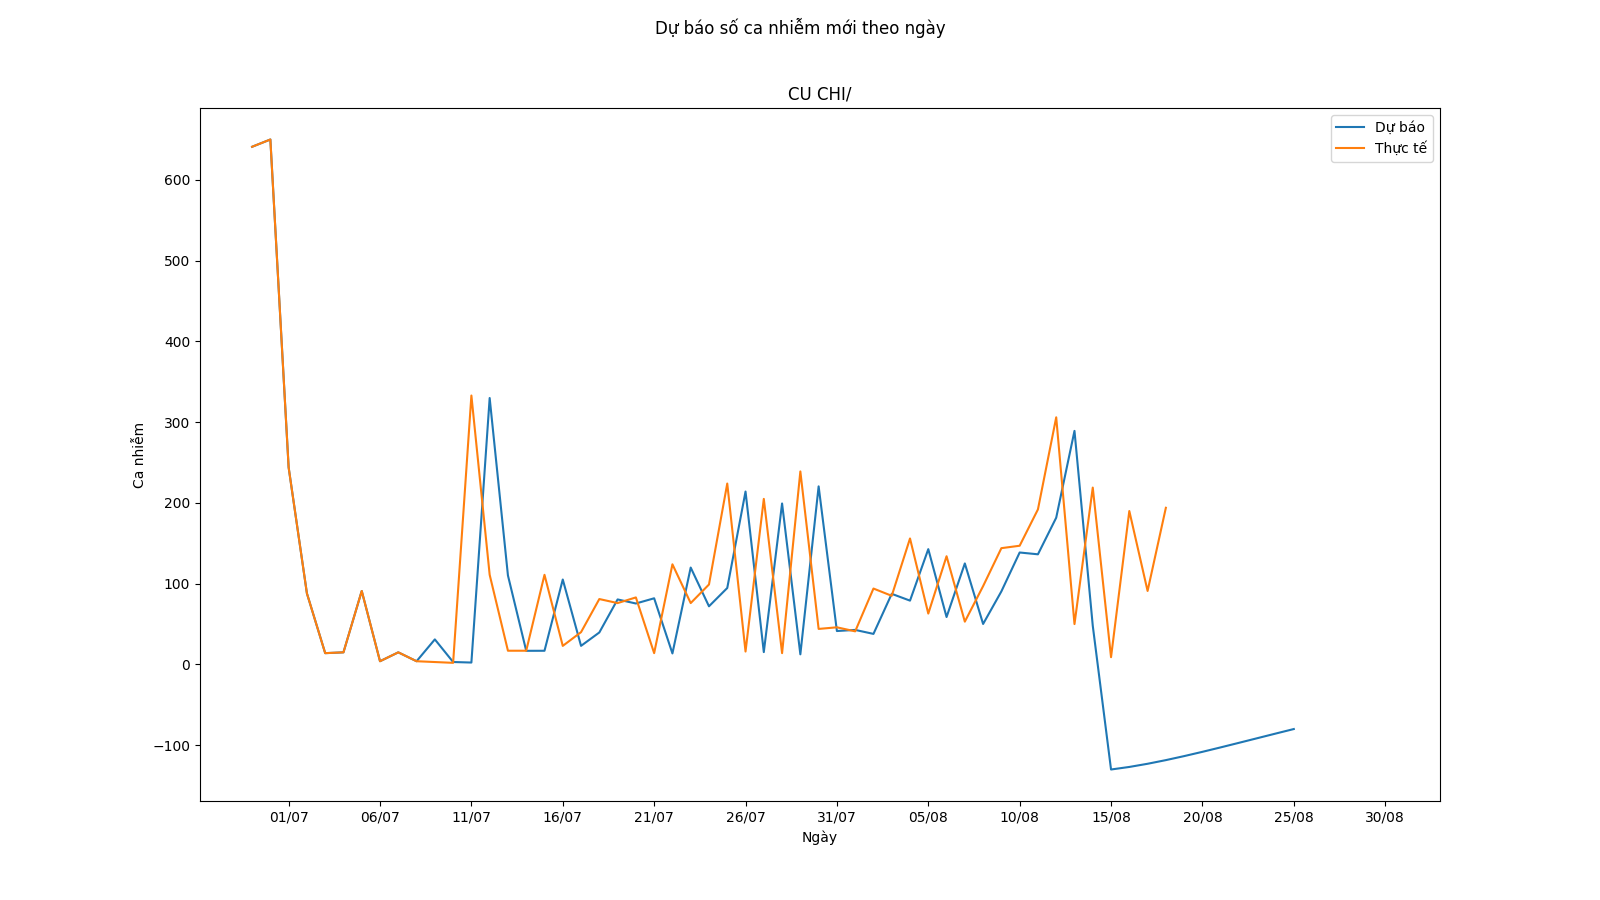 Dự báo số ca nhiễm mới theo ngày
CU CHI/
Dự báo
Thực tế
600
500
400
300
200
100
0
−100
Ca nhiễm
01/07 06/07 11/07 16/07 21/07 26/07 31/07 05/08 10/08 15/08 20/08 25/08 30/08
Ngày